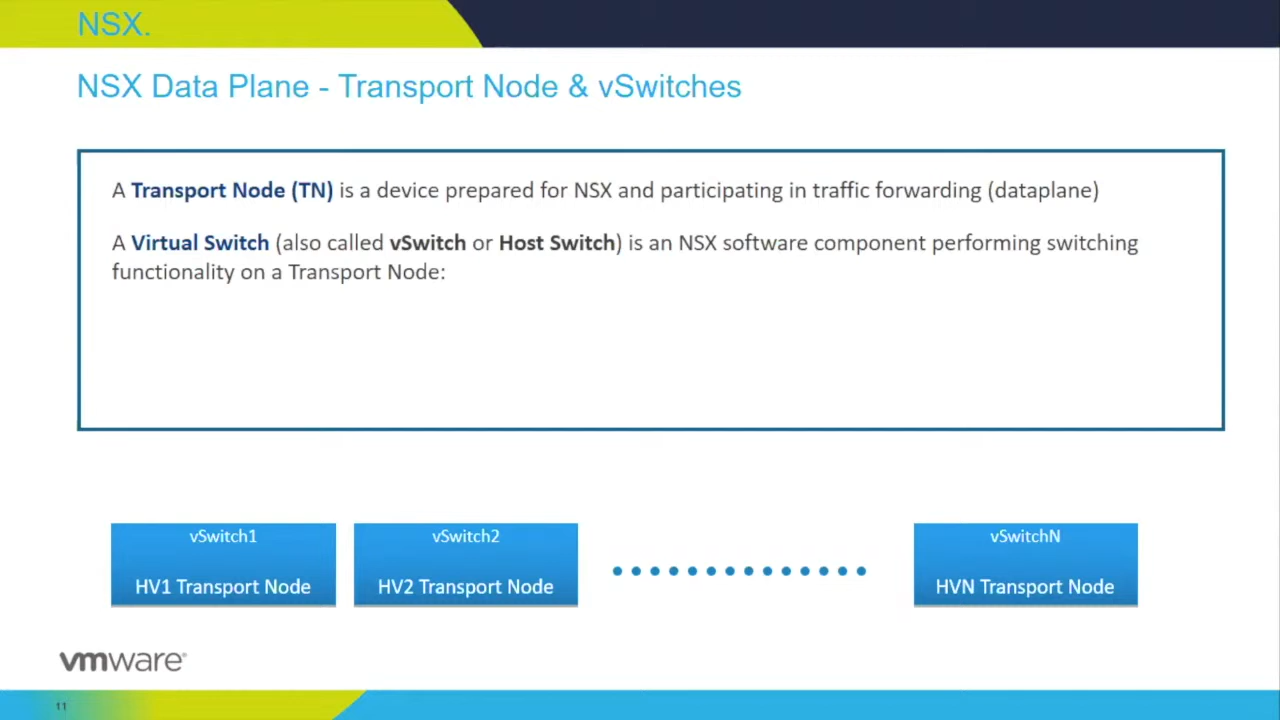 NSX.
NSX Data Plane - Transport Node & vSwitches
A Transport Node (TN) is a device prepared for NSX and participating in traffic forwarding (dataplane)
A Virtual Switch (also called vSwitch or Host Switch) is an NSX software component performing switching
functionality on a Transport Node:
vSwitch1
HV1 Transport Node
vSwitch2
HV2 Transport Node
vSwitchN
HVN Transport Node
vmware®
11